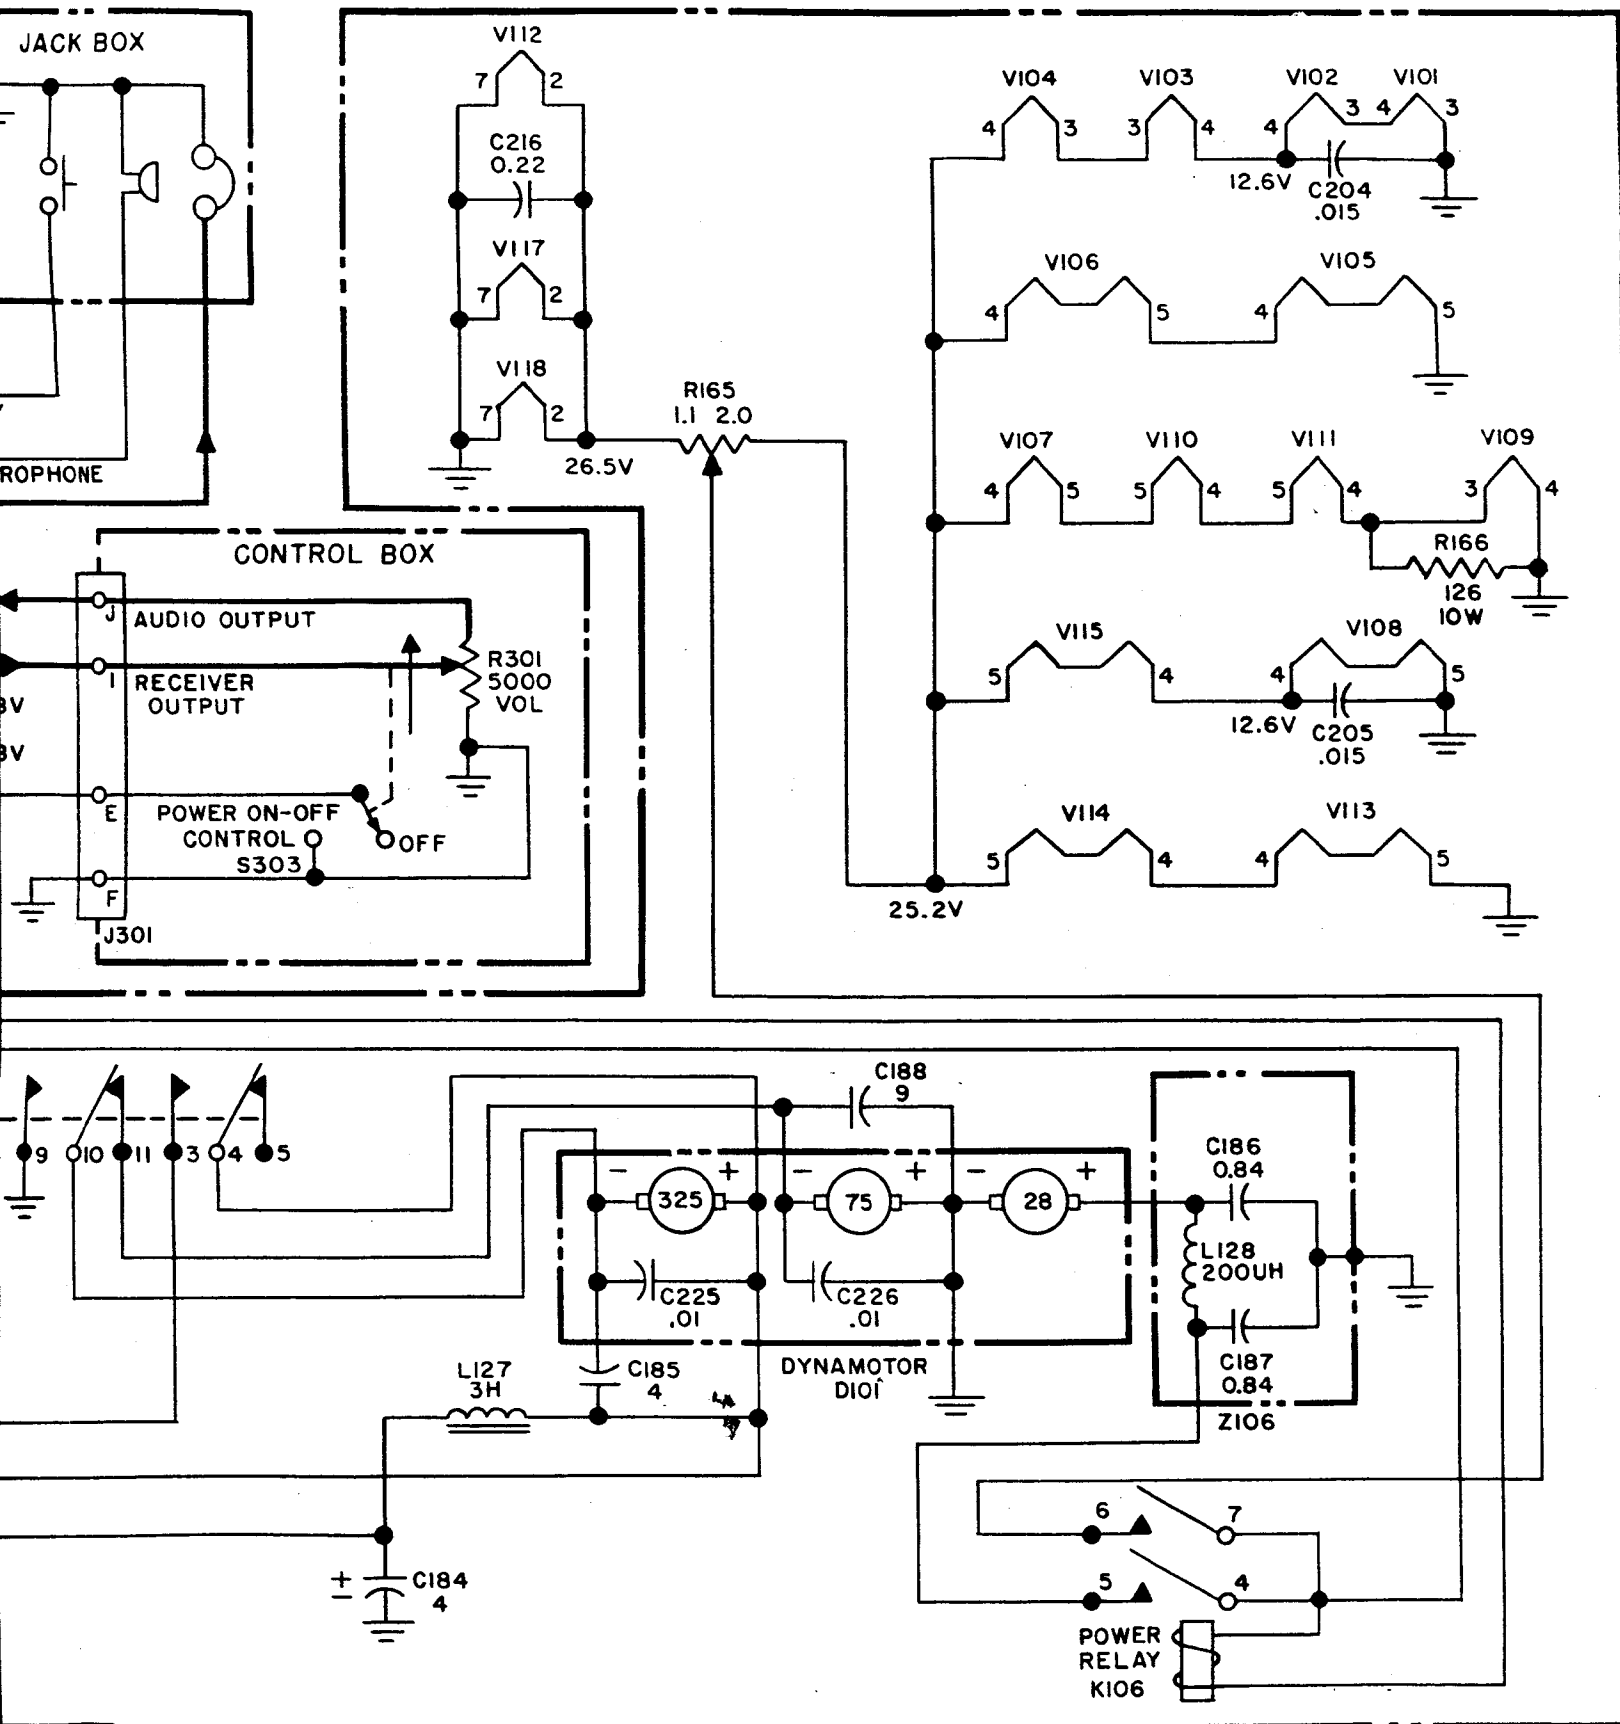 JACK BOX
V112
7 2
C216
0.22
V117
7 2
V118
7 2
26.5V
R165
1.1 2.0
V104
4 3
V103
3 4
V102
4 3
V101
4 3
12.6V
C204
.015
V106
4 5
V105
4 5
V107
4 5
V110
5 4
V111
5 4
V109
3 4
R166
126
10W
V115
5 4
V108
4 5
12.6V
C205
.015
V114
5 4
V113
4 5
25.2V
ROPHONE
CONTROL BOX
J
AUDIO OUTPUT
I
RECEIVER
OUTPUT
R301
5000
VOL
E
POWER ON-OFF
CONTROL
S303
OFF
F
J301
9 10 11 3 4 5
C188
9
- 325 +
- 75 +
- 28 +
C225
.01
C226
.01
DYNAMOTOR
D101
C186
0.84
L128
200UH
C187
0.84
Z106
L127
3H
C185
4
+
-
C184
4
6 7
5 4
POWER
RELAY
K106